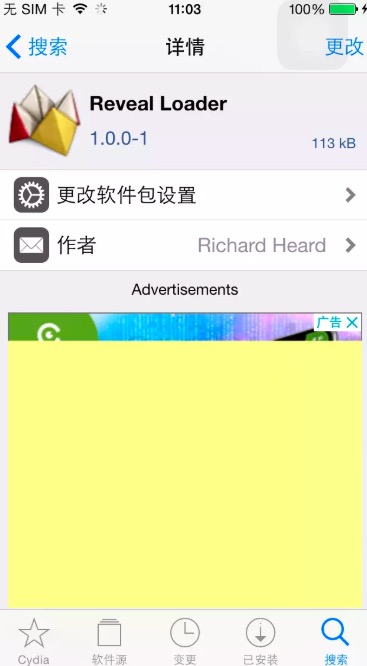 无 SIM 卡 11:03 100%
搜索 详情 更改
Reveal Loader
1.0.0-1 113 kB
更改软件包设置
作者 Richard Heard
Advertisements
广告
Cydia 软件源 变更 已安装 搜索